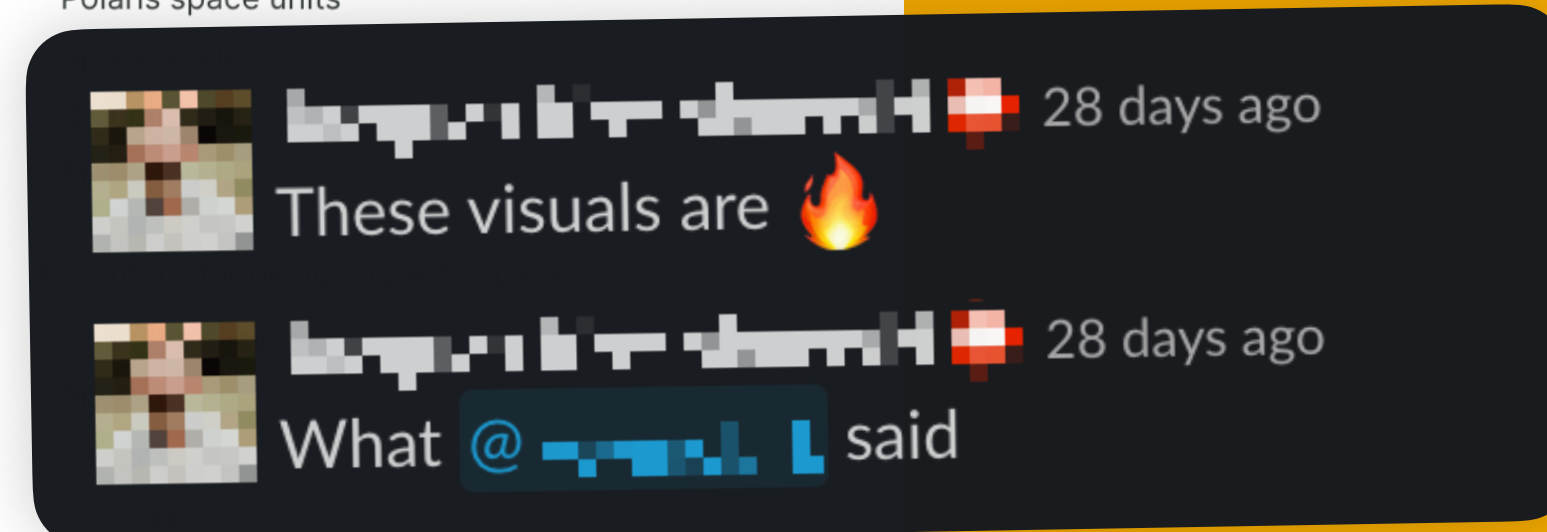 Polaris space units
28 days ago
These visuals are 🔥
28 days ago
What @ said